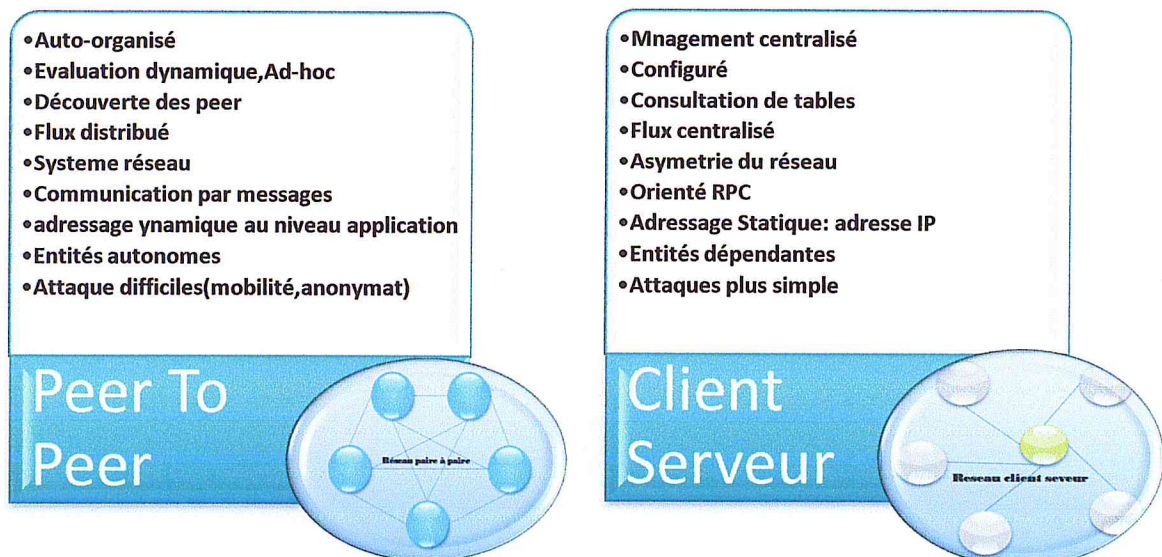 •Auto-organisé
•Evaluation dynamique,Ad-hoc
•Découverte des peer
•Flux distribué
•Systeme réseau
•Communication par messages
•adressage ynamique au niveau application
•Entités autonomes
•Attaque difficiles(mobilité,anonymat)
Peer To
Peer
Réseau paire à paire
•Mnagement centralisé
•Configuré
•Consultation de tables
•Flux centralisé
•Asymetrie du réseau
•Orienté RPC
•Adressage Statique: adresse IP
•Entités dépendantes
•Attaques plus simple
Client
Serveur
Reseau client seveur